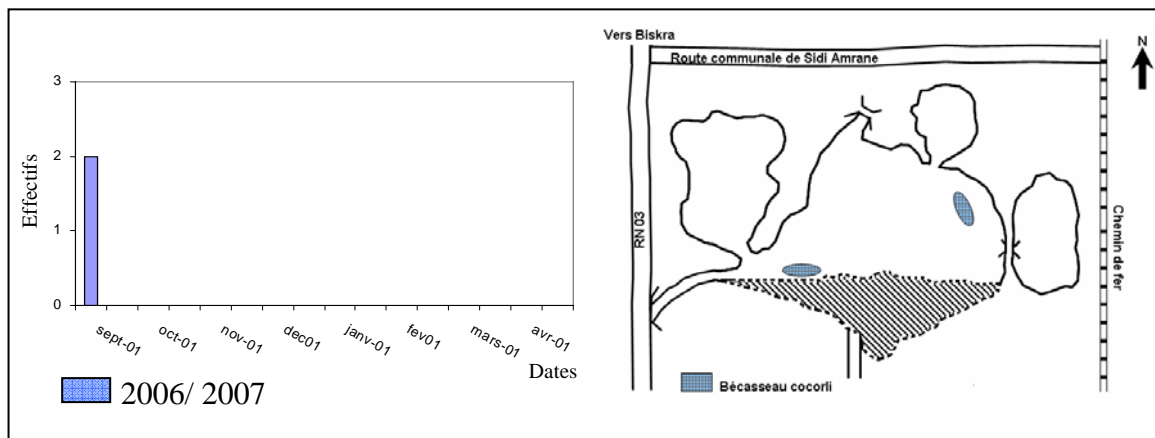 3
2
1
0
Effectifs
sept-01
oct-01
nov-01
dec01
janv-01
fev01
mars-01
avr-01
Dates
2006/ 2007
Vers Biskra
Route communale de Sidi Amrane
N
RN 03
Chemin de fer
Bécasseau cocorli